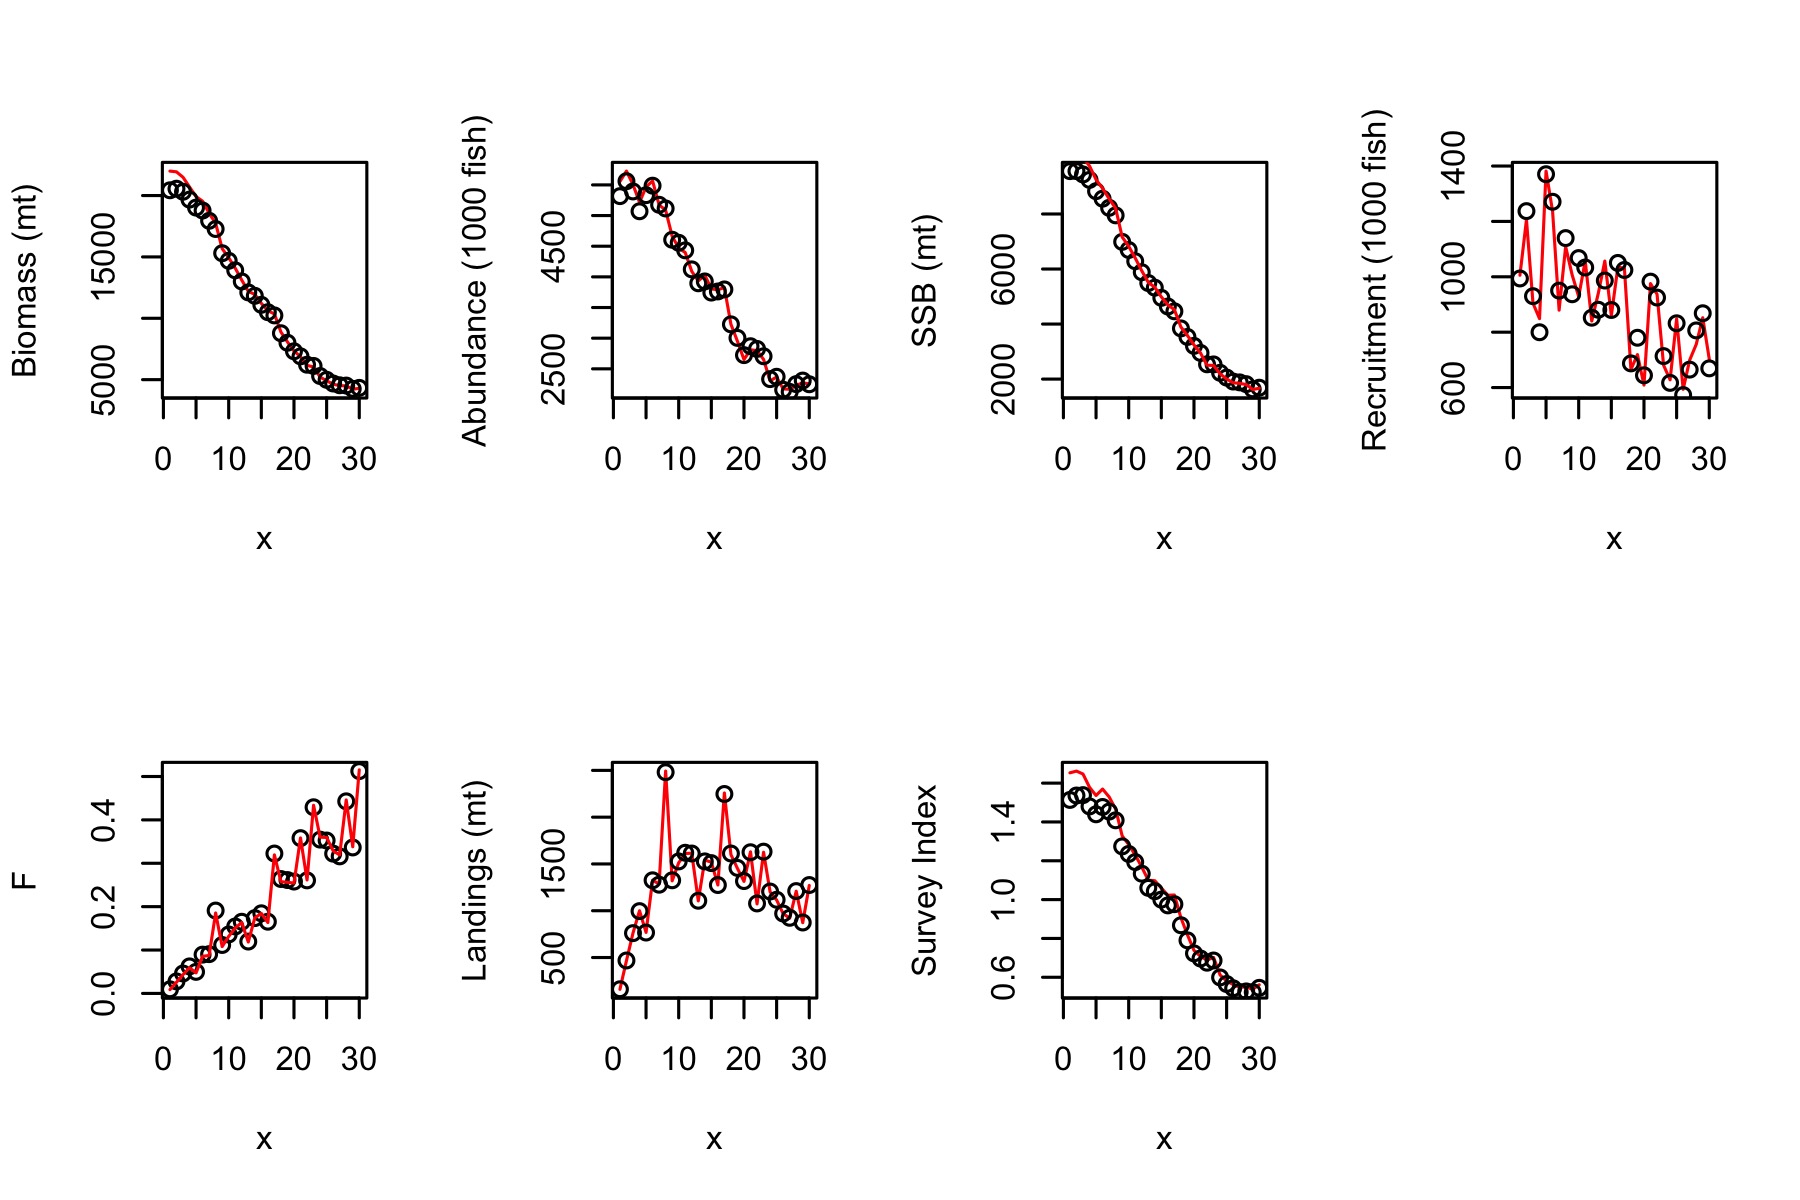 Biomass (mt)
5000 15000
0 10 20 30
x
Abundance (1000 fish)
2500 4500
0 10 20 30
x
SSB (mt)
2000 6000
0 10 20 30
x
Recruitment (1000 fish)
600 1000 1400
0 10 20 30
x
F
0.0 0.2 0.4
0 10 20 30
x
Landings (mt)
500 1500
0 10 20 30
x
Survey Index
0.6 1.0 1.4
0 10 20 30
x